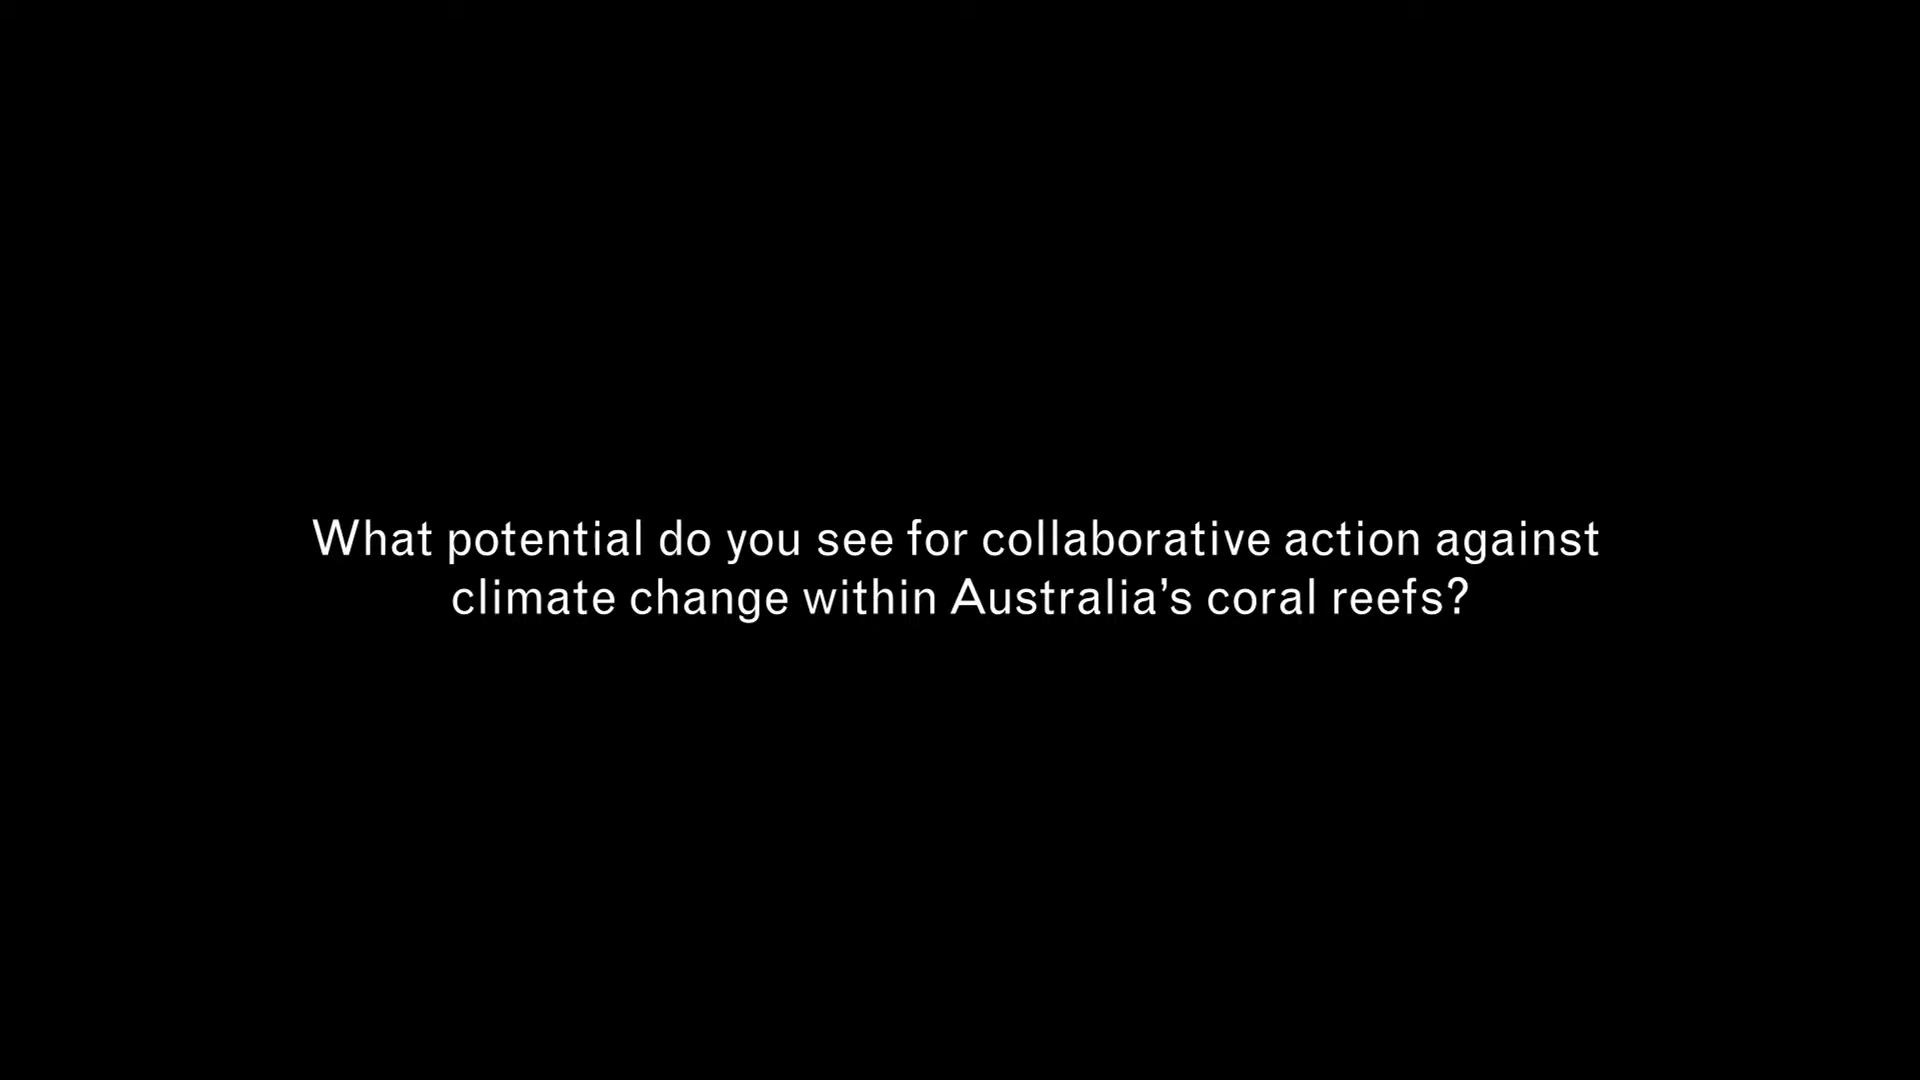 What potential do you see for collaborative action against
climate change within Australia’s coral reefs?